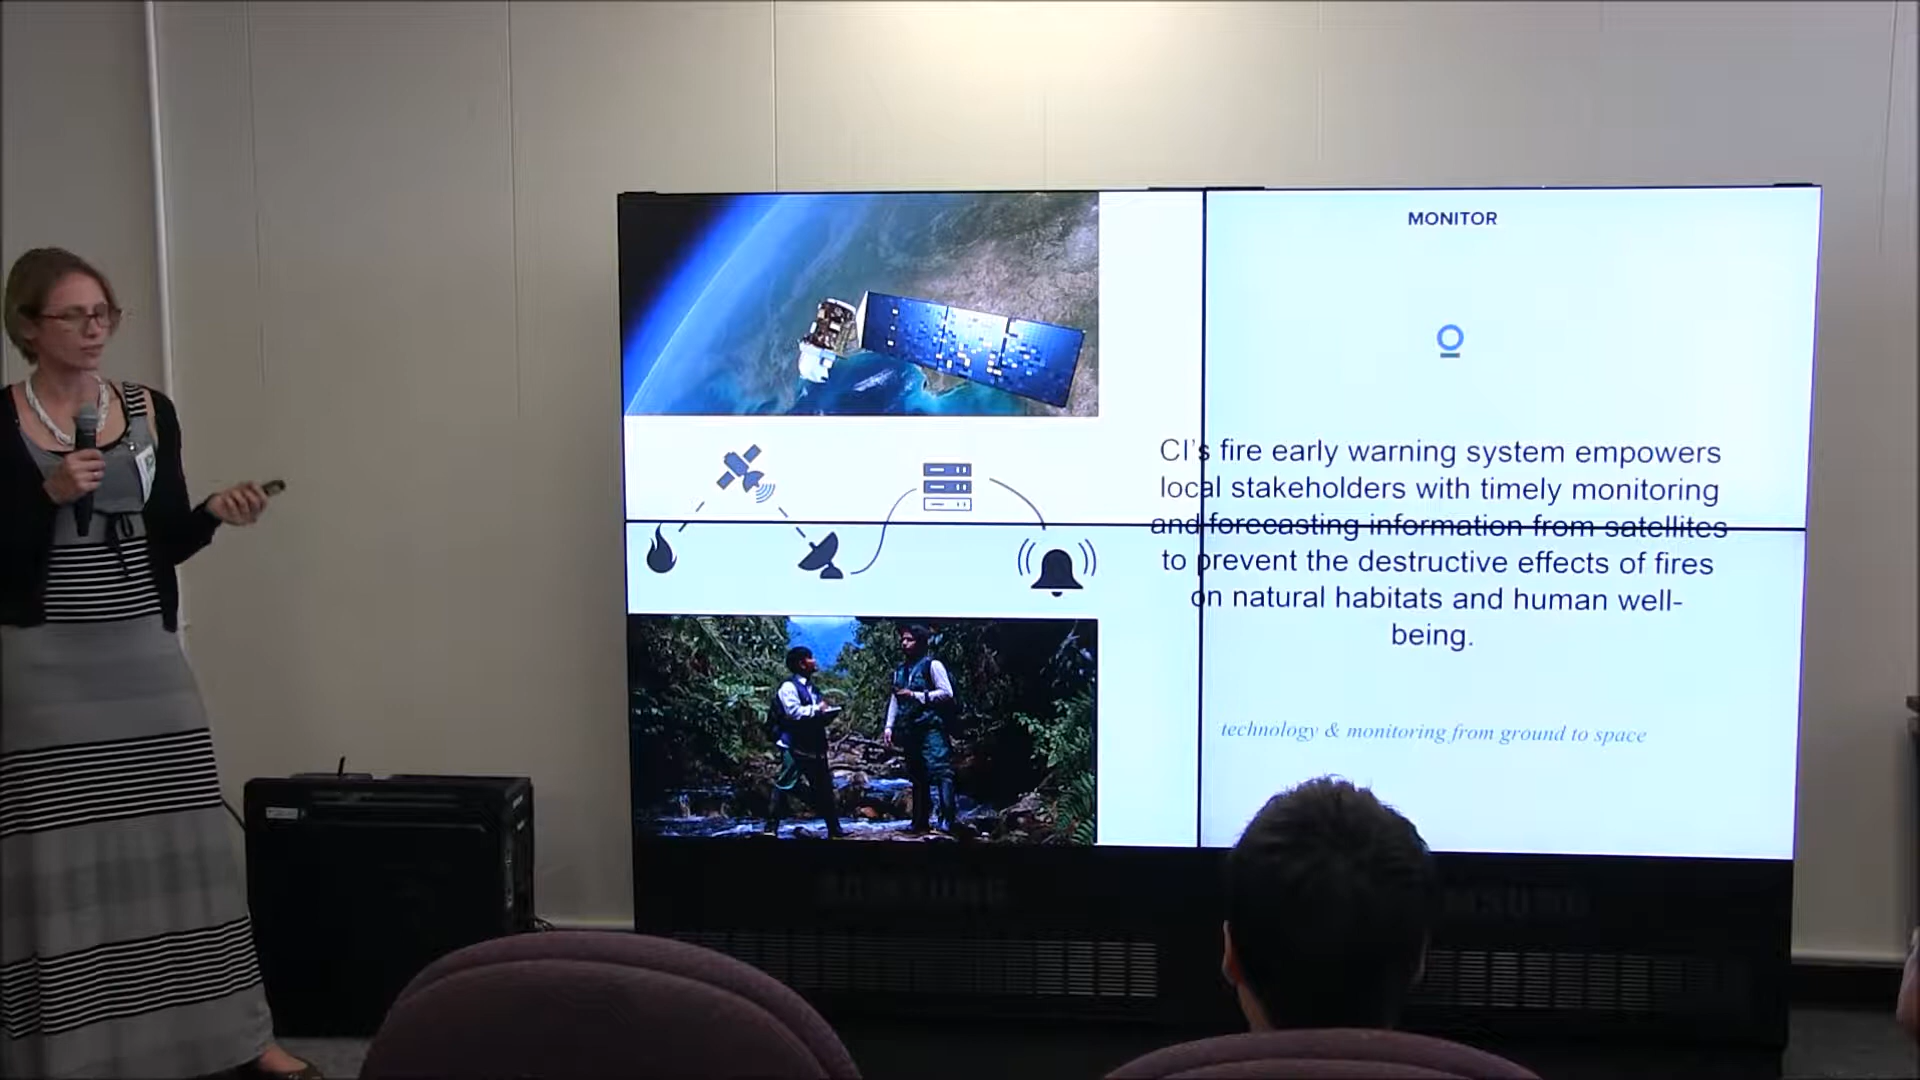 MONITOR
CI's fire early warning system empowers
local stakeholders with timely monitoring
and forecasting information from satellites
to prevent the destructive effects of fires
on natural habitats and human well-
being.
technology & monitoring from ground to space
SAMSUNG